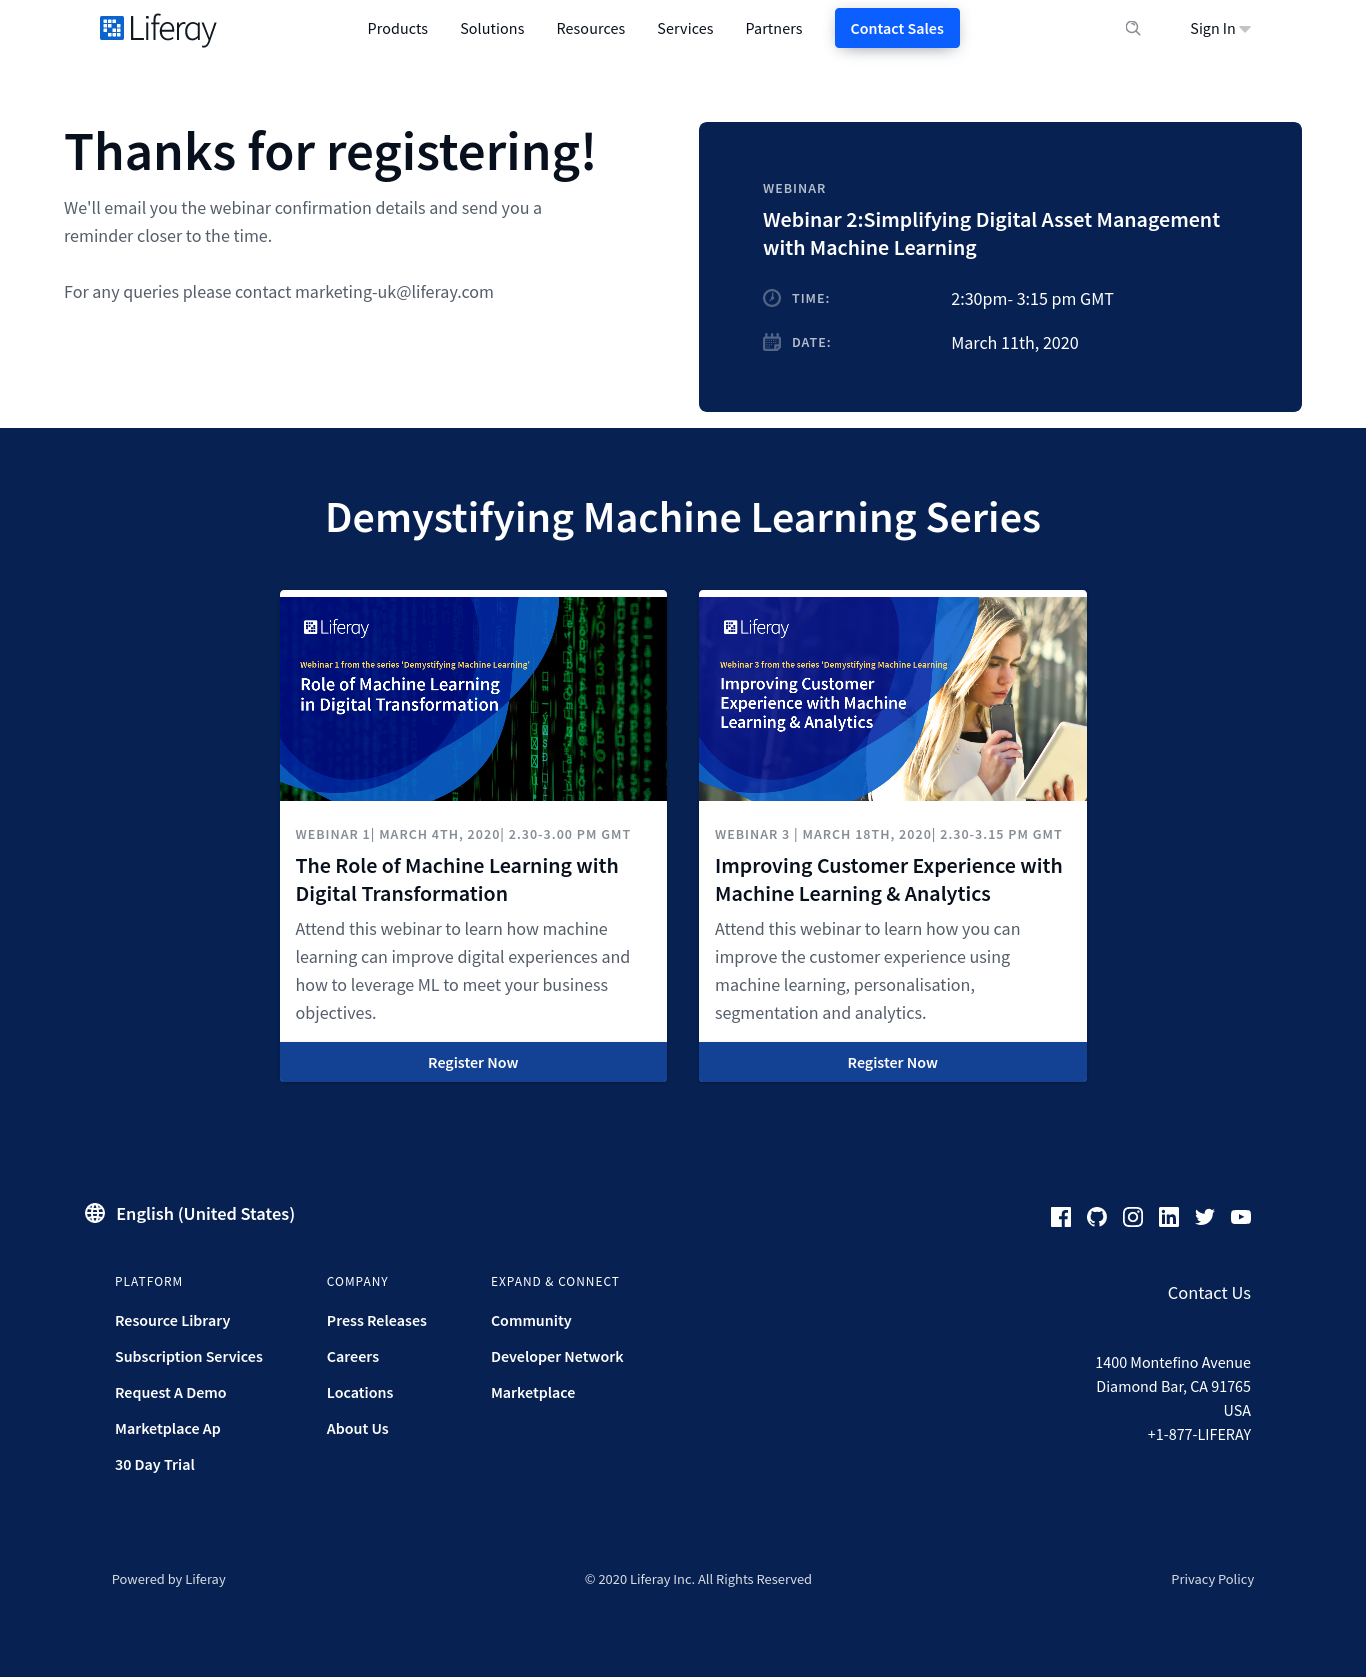 Liferay
Products
Solutions
Resources
Services
Partners
Contact Sales
Sign In
Thanks for registering!
We'll email you the webinar confirmation details and send you a
reminder closer to the time.
For any queries please contact marketing-uk@liferay.com
WEBINAR
Webinar 2:Simplifying Digital Asset Management
with Machine Learning
TIME:
2:30pm- 3:15 pm GMT
DATE:
March 11th, 2020
Demystifying Machine Learning Series
Liferay
Webinar 1 from the series 'Demystifying Machine Learning'
Role of Machine Learning
in Digital Transformation
WEBINAR 1| MARCH 4TH, 2020| 2.30-3.00 PM GMT
The Role of Machine Learning with
Digital Transformation
Attend this webinar to learn how machine
learning can improve digital experiences and
how to leverage ML to meet your business
objectives.
Register Now
Liferay
Webinar 3 from the series 'Demystifying Machine Learning
Improving Customer
Experience with Machine
Learning & Analytics
WEBINAR 3 | MARCH 18TH, 2020| 2.30-3.15 PM GMT
Improving Customer Experience with
Machine Learning & Analytics
Attend this webinar to learn how you can
improve the customer experience using
machine learning, personalisation,
segmentation and analytics.
Register Now
English (United States)
PLATFORM
Resource Library
Subscription Services
Request A Demo
Marketplace Ap
30 Day Trial
COMPANY
Press Releases
Careers
Locations
About Us
EXPAND & CONNECT
Community
Developer Network
Marketplace
Contact Us
1400 Montefino Avenue
Diamond Bar, CA 91765
USA
+1-877-LIFERAY
Powered by Liferay
© 2020 Liferay Inc. All Rights Reserved
Privacy Policy